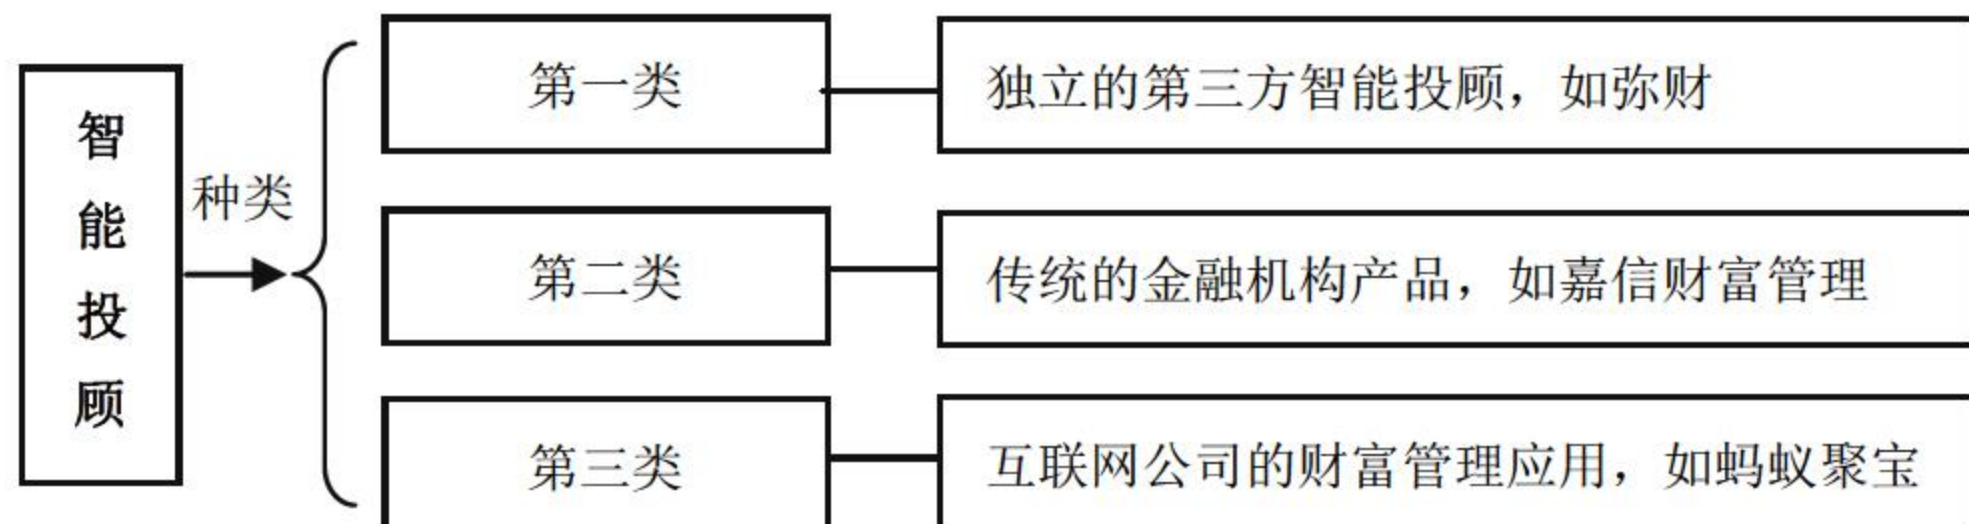 智能投顾
种类
第一类
独立的第三方智能投顾，如弥财
第二类
传统的金融机构产品，如嘉信财富管理
第三类
互联网公司的财富管理应用，如蚂蚁聚宝